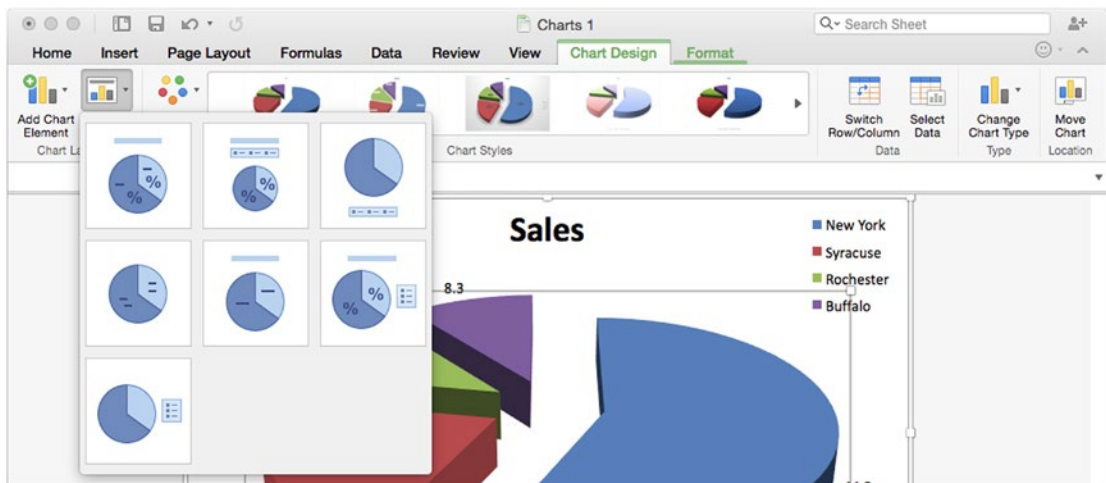 Charts 1
Search Sheet
Home Insert Page Layout Formulas Data Review View Chart Design Format
Add Chart
Element
Switch
Row/Column
Select
Data
Change
Chart Type
Move
Chart
Chart La
Chart Styles
Data
Type
Location
% %
% %
% %
Sales
New York
Syracuse
Rochester
Buffalo
8.3